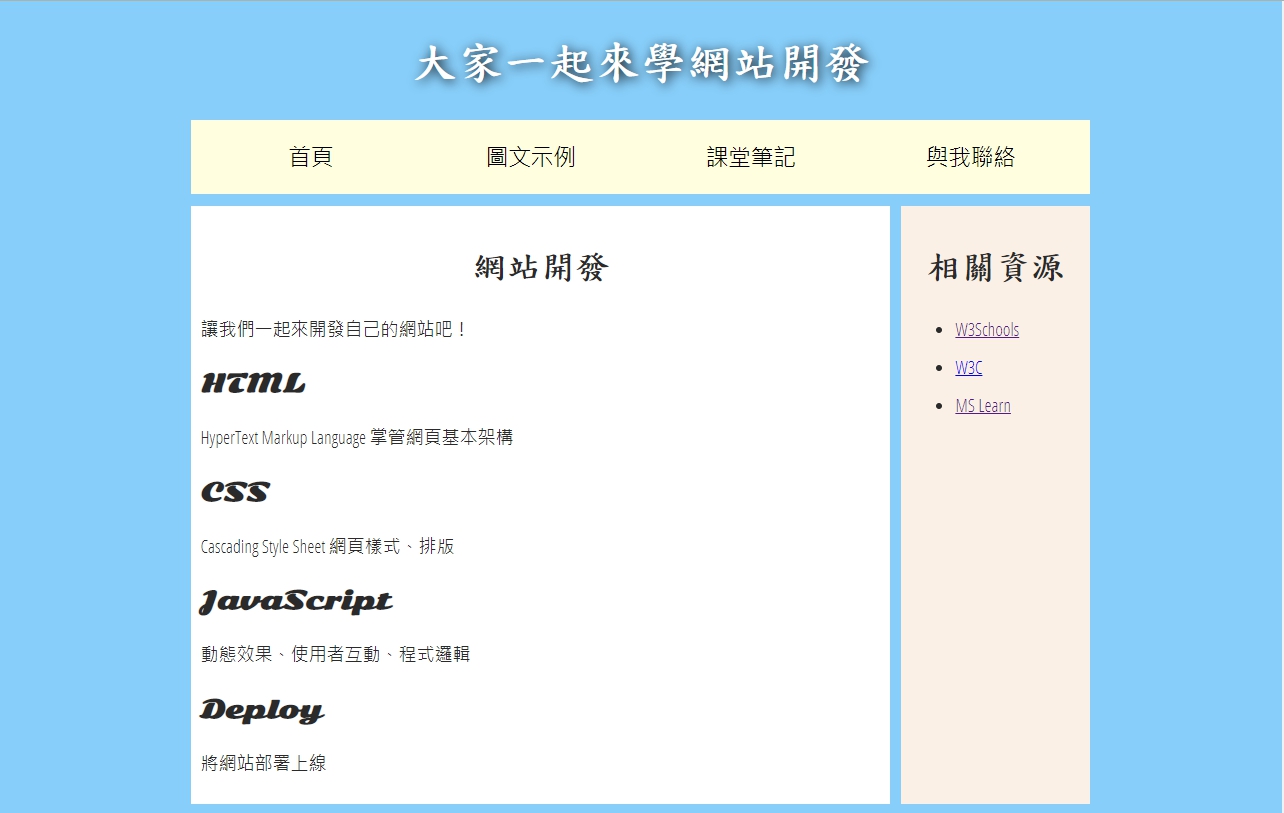 大家一起來學網站開發
首頁 圖文示例 課堂筆記 與我聯絡
網站開發
讓我們一起來開發自己的網站吧！
HTML
HyperText Markup Language 掌管網頁基本架構
CSS
Cascading Style Sheet 網頁樣式、排版
JavaScript
動態效果、使用者互動、程式邏輯
Deploy
將網站部署上線
相關資源
W3Schools
W3C
MS Learn